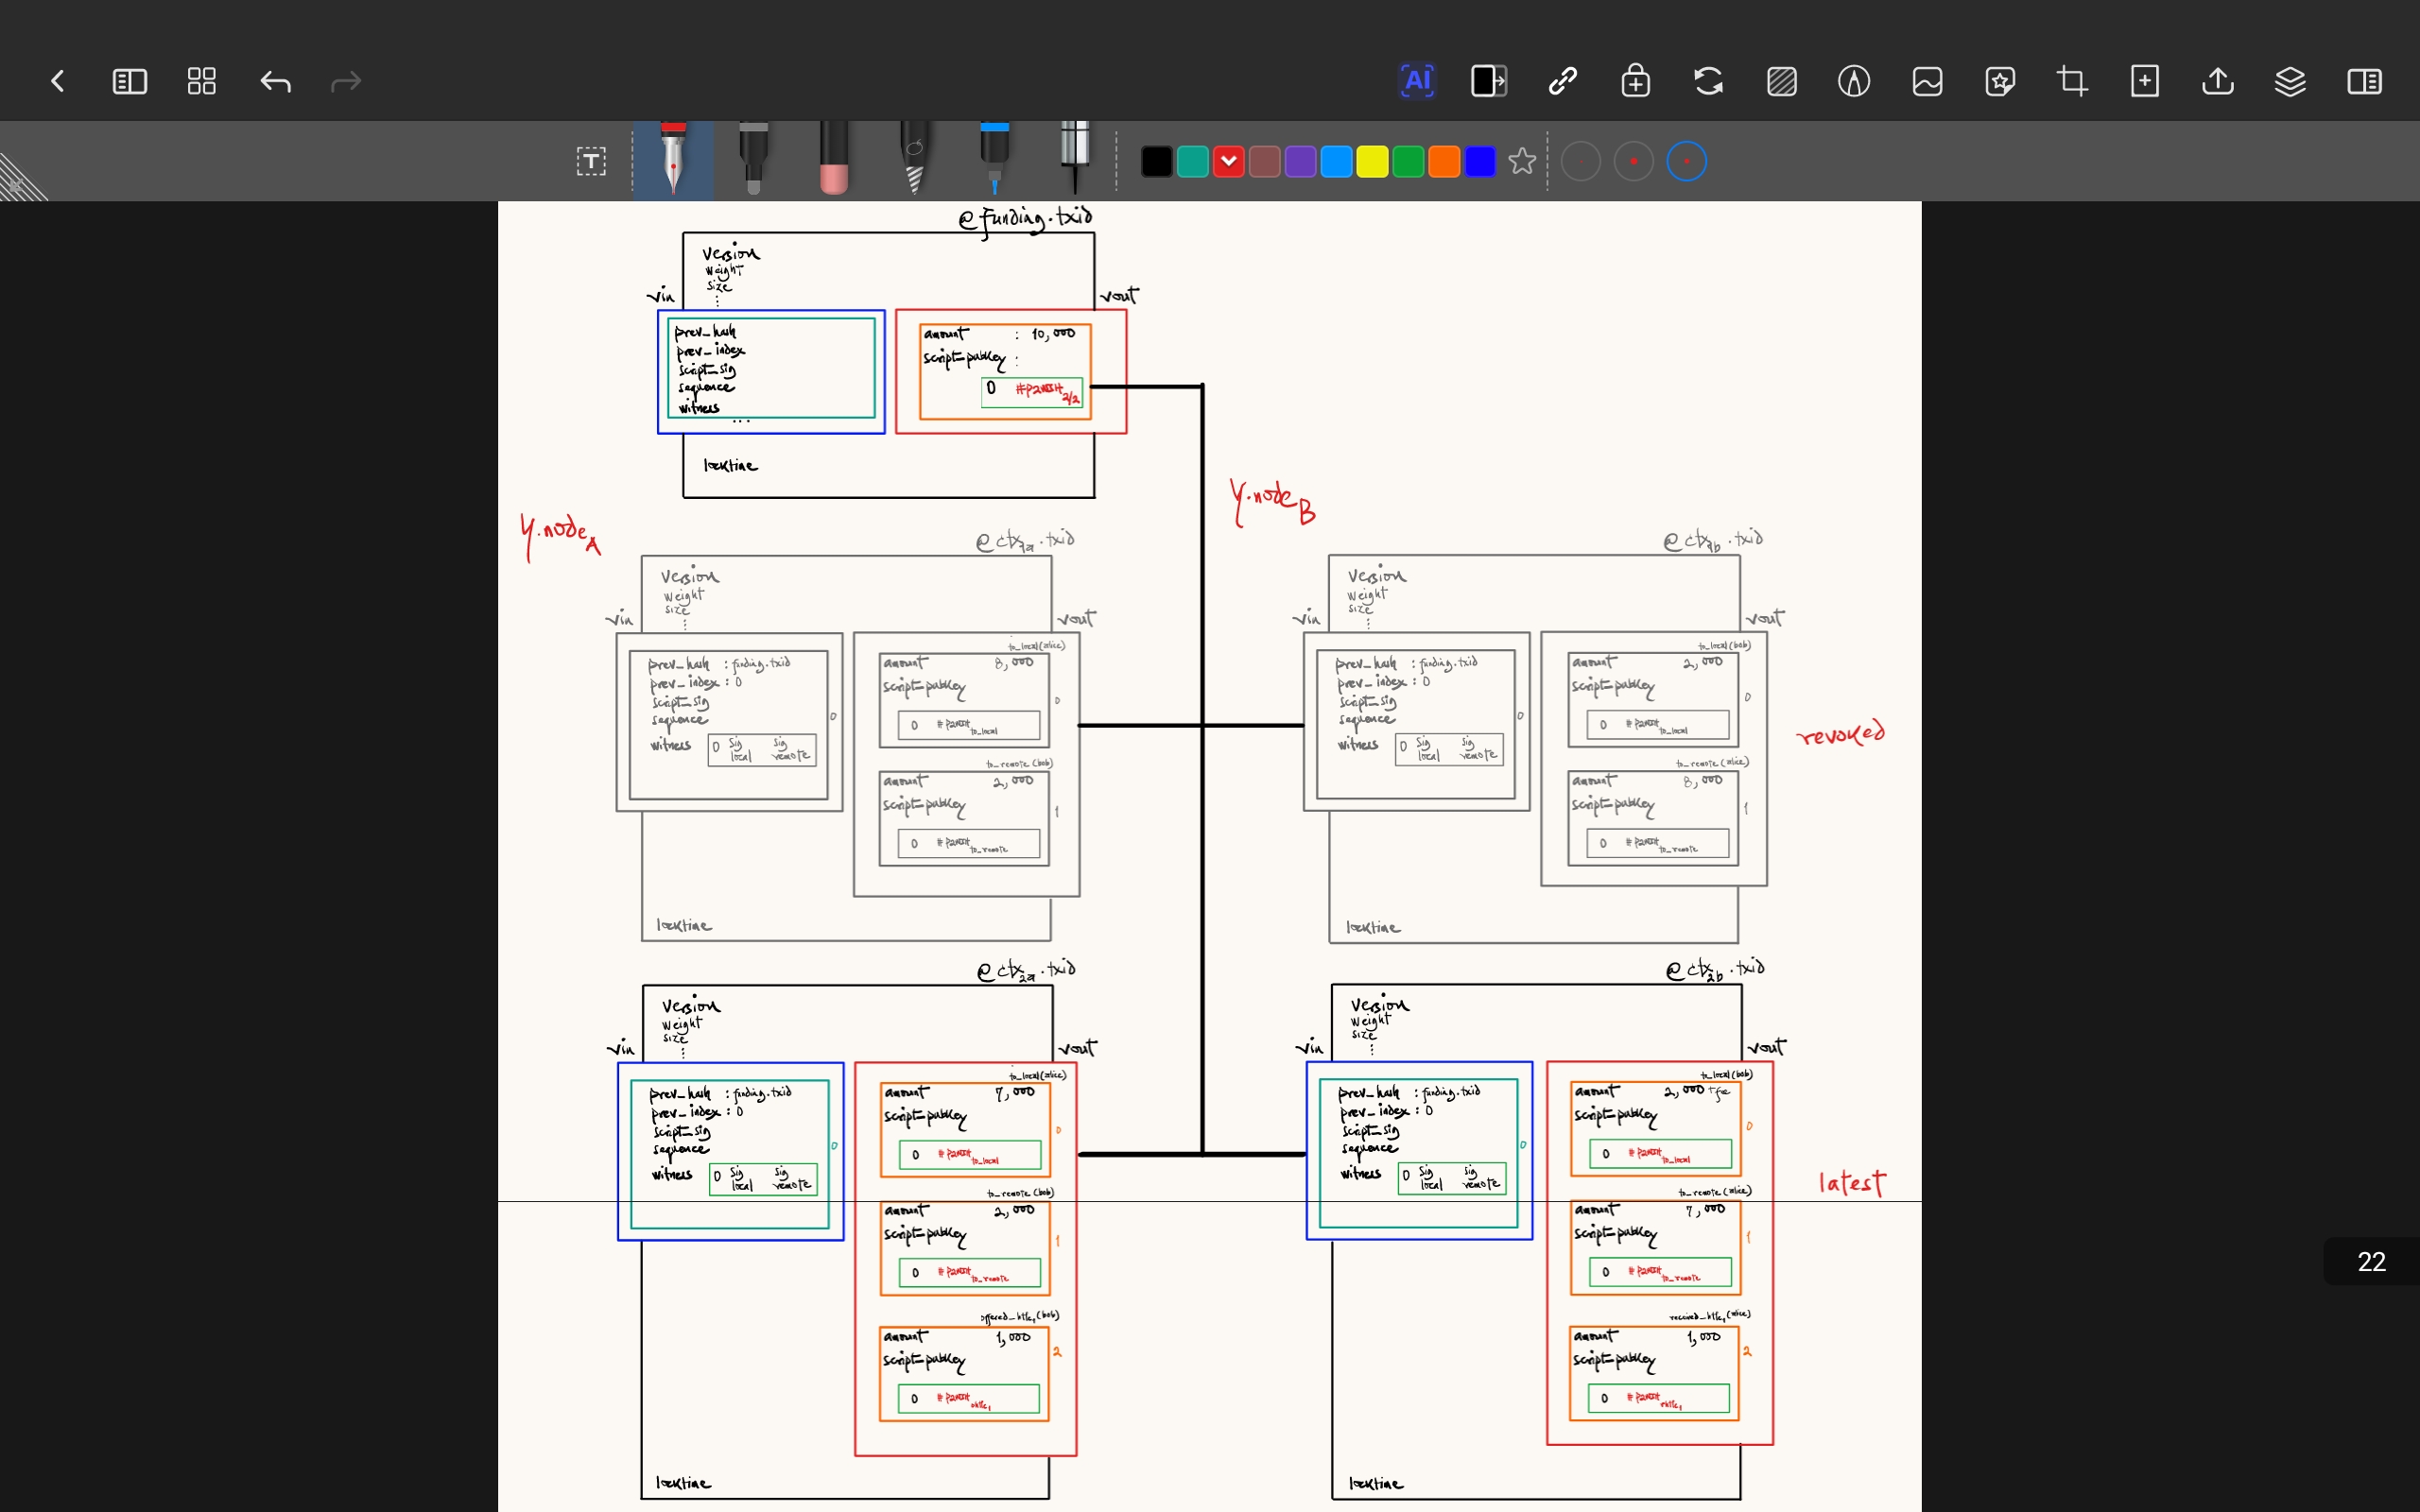 AI
T
@funding.txid
Version
weight
size
vin
vout
prev_hash
prev_index
script_sig
sequence
witness
...
amount : 10,000
script_pubkey :
0 #P2WSH 2/2
locktime
Y.node A
Y.node B
@ctx1a.txid
Version
weight
size
vin
vout
prev_hash : funding.txid
prev_index : 0
script_sig
sequence
witness 0 sig local sig remote
0
to_local(alice)
amount 8,000
script_pubkey
0 #P2WSH to_local
0
to_remote (bob)
amount 2,000
script_pubkey
0 #P2WSH to_remote
1
locktime
@ctx1b.txid
Version
weight
size
vin
vout
prev_hash : funding.txid
prev_index : 0
script_sig
sequence
witness 0 sig local sig remote
0
to_local(bob)
amount 2,000
script_pubkey
0 #P2WSH to_local
0
to_remote (alice)
amount 8,000
script_pubkey
0 #P2WSH to_remote
1
locktime
revoked
@ctx2a.txid
Version
weight
size
vin
vout
prev_hash : funding.txid
prev_index : 0
script_sig
sequence
witness 0 sig local sig remote
0
to_local(alice)
amount 7,000
script_pubkey
0 #P2WSH to_local
0
to_remote (bob)
amount 2,000
script_pubkey
0 #P2WSH to_remote
1
offered_htlc1 (bob)
amount 1,000
script_pubkey
0 #P2WSH ohtlc1
2
locktime
@ctx2b.txid
Version
weight
size
vin
vout
prev_hash : funding.txid
prev_index : 0
script_sig
sequence
witness 0 sig local sig remote
0
to_local(bob)
amount 2,000
script_pubkey
0 #P2WSH to_local
0
to_remote (alice)
amount 7,000
script_pubkey
0 #P2WSH to_remote
1
received_htlc1 (alice)
amount 1,000
script_pubkey
0 #P2WSH rhtlc1
2
locktime
latest
22